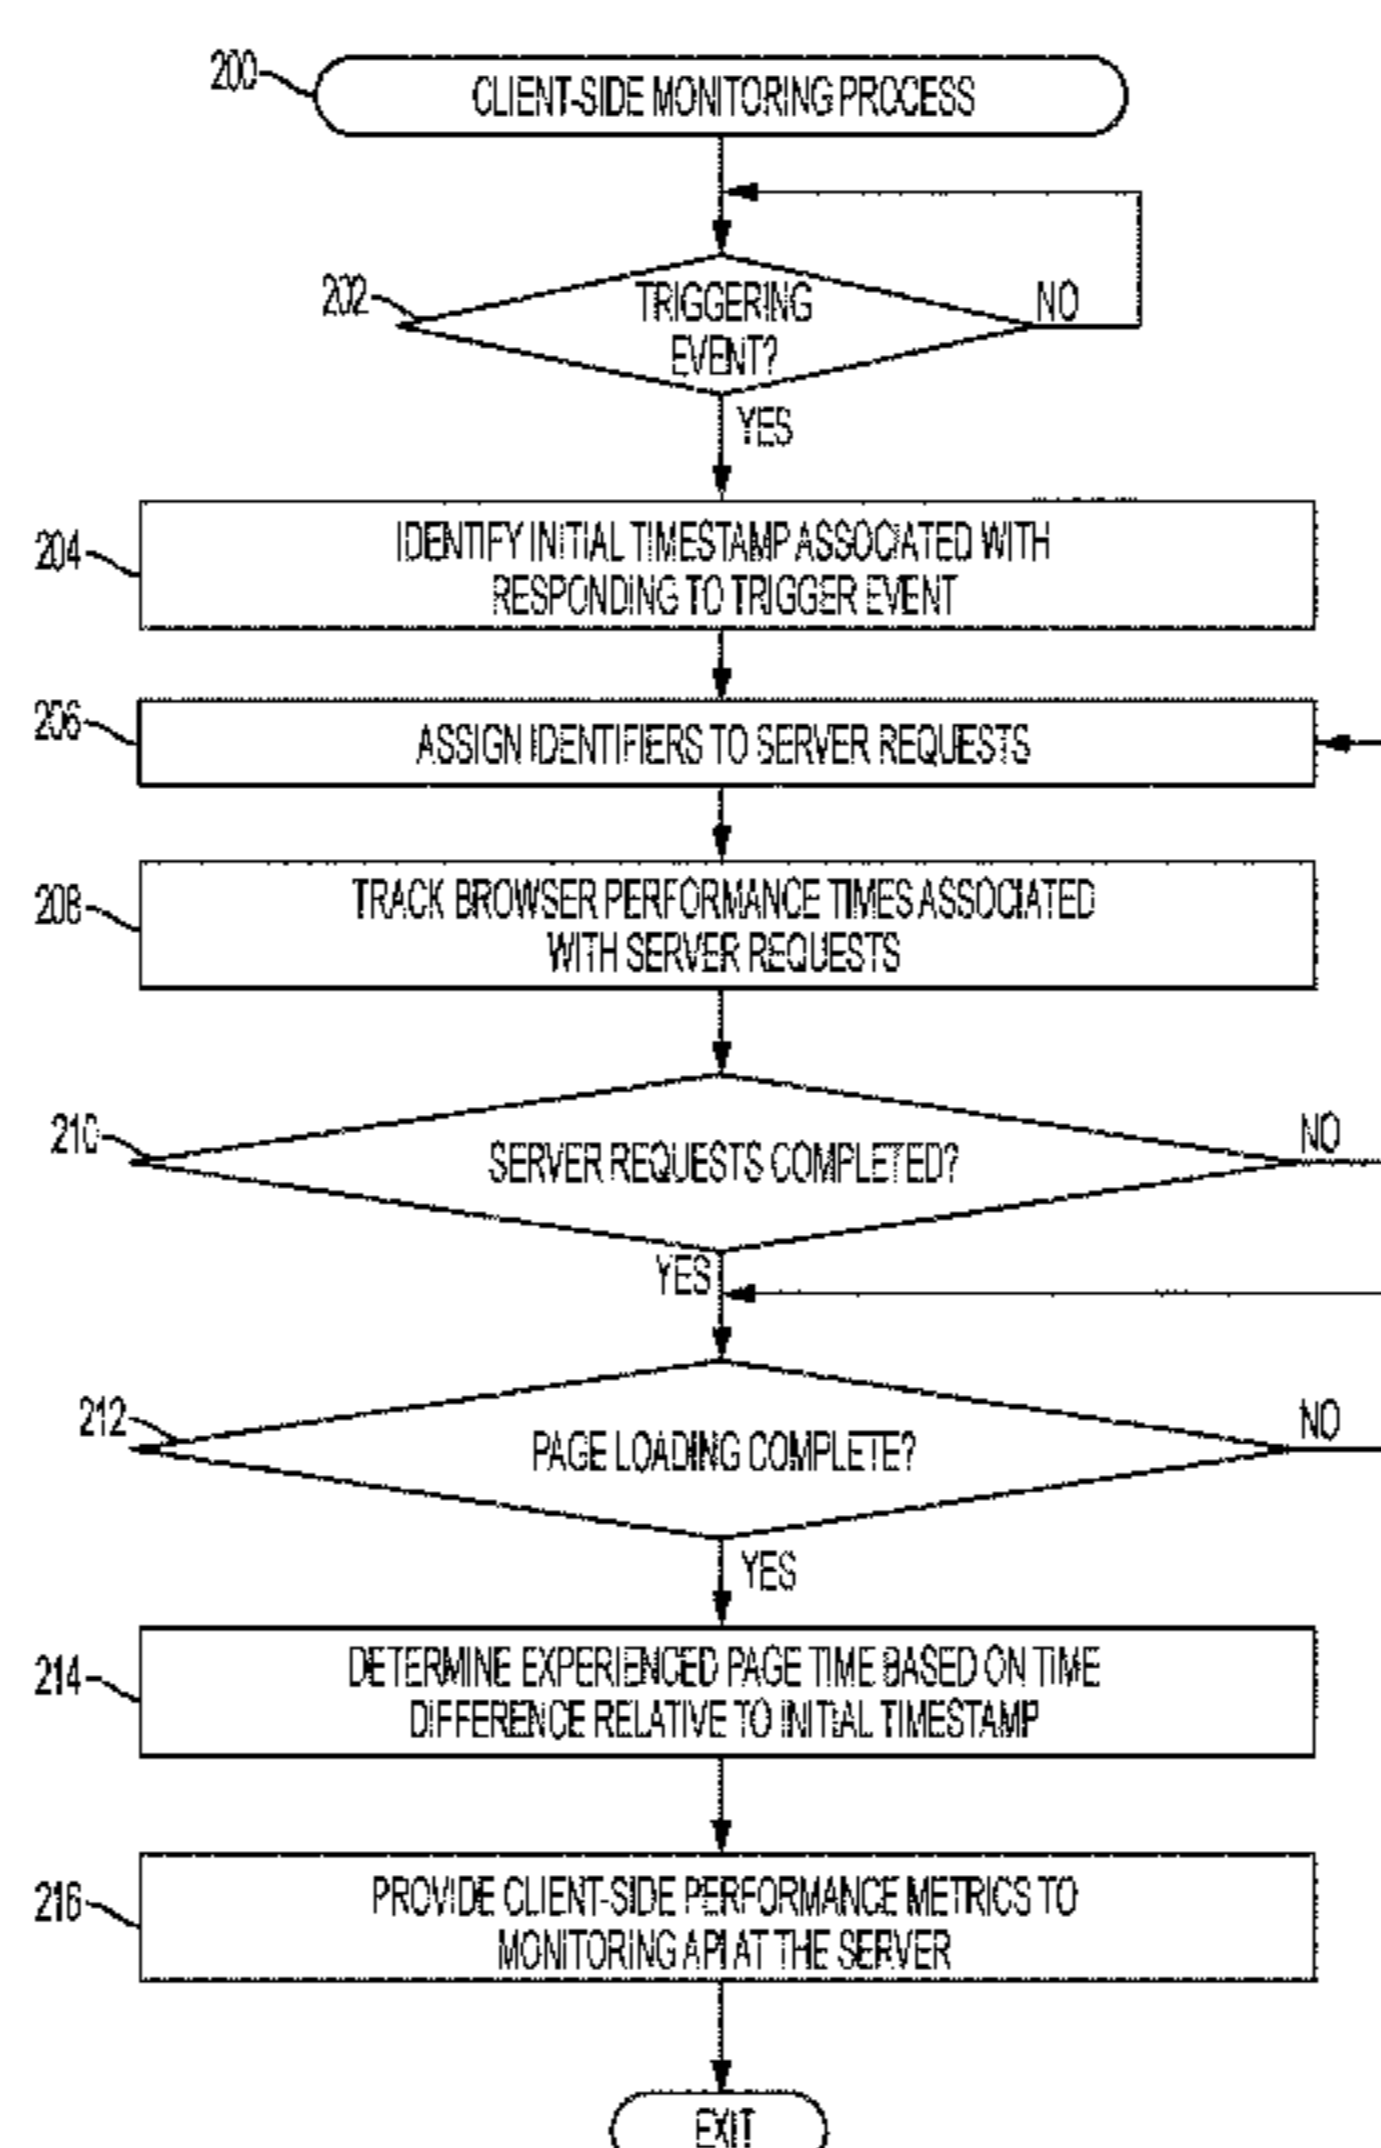 200
CLIENT-SIDE MONITORING PROCESS
202
TRIGGERING
EVENT?
NO
YES
204
IDENTIFY INITIAL TIMESTAMP ASSOCIATED WITH
RESPONDING TO TRIGGER EVENT
206
ASSIGN IDENTIFIERS TO SERVER REQUESTS
208
TRACK BROWSER PERFORMANCE TIMES ASSOCIATED
WITH SERVER REQUESTS
210
SERVER REQUESTS COMPLETED?
NO
YES
212
PAGE LOADING COMPLETE?
NO
YES
214
DETERMINE EXPERIENCED PAGE TIME BASED ON TIME
DIFFERENCE RELATIVE TO INITIAL TIMESTAMP
216
PROVIDE CLIENT-SIDE PERFORMANCE METRICS TO
MONITORING API AT THE SERVER
EXIT